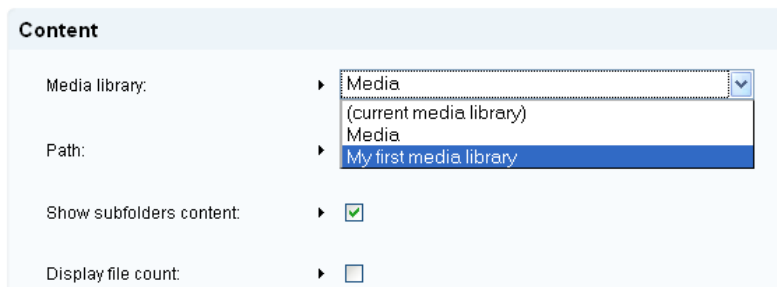 Content
Media library:
Media
(current media library)
Media
Path:
My first media library
Show subfolders content:
Display file count: